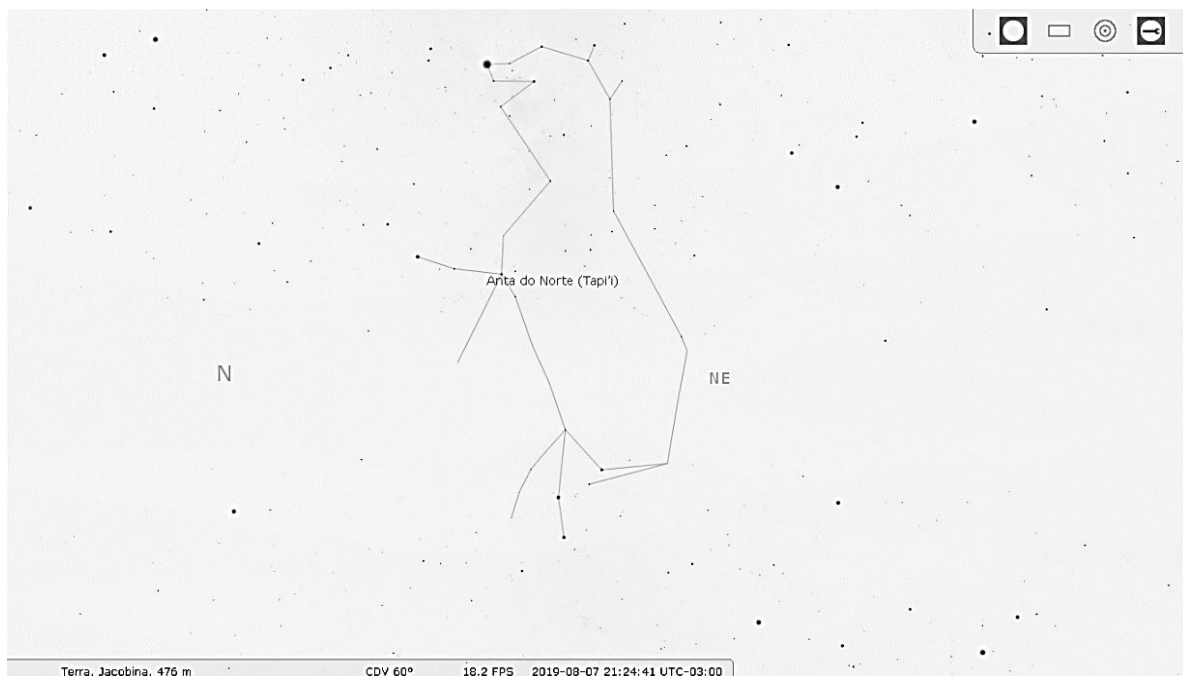 Anta do Norte (Tapi'i)
N
NE
Terra, Jacobina, 476 m CDV 60° 18.2 FPS 2019-08-07 21:24:41 UTC-03:00